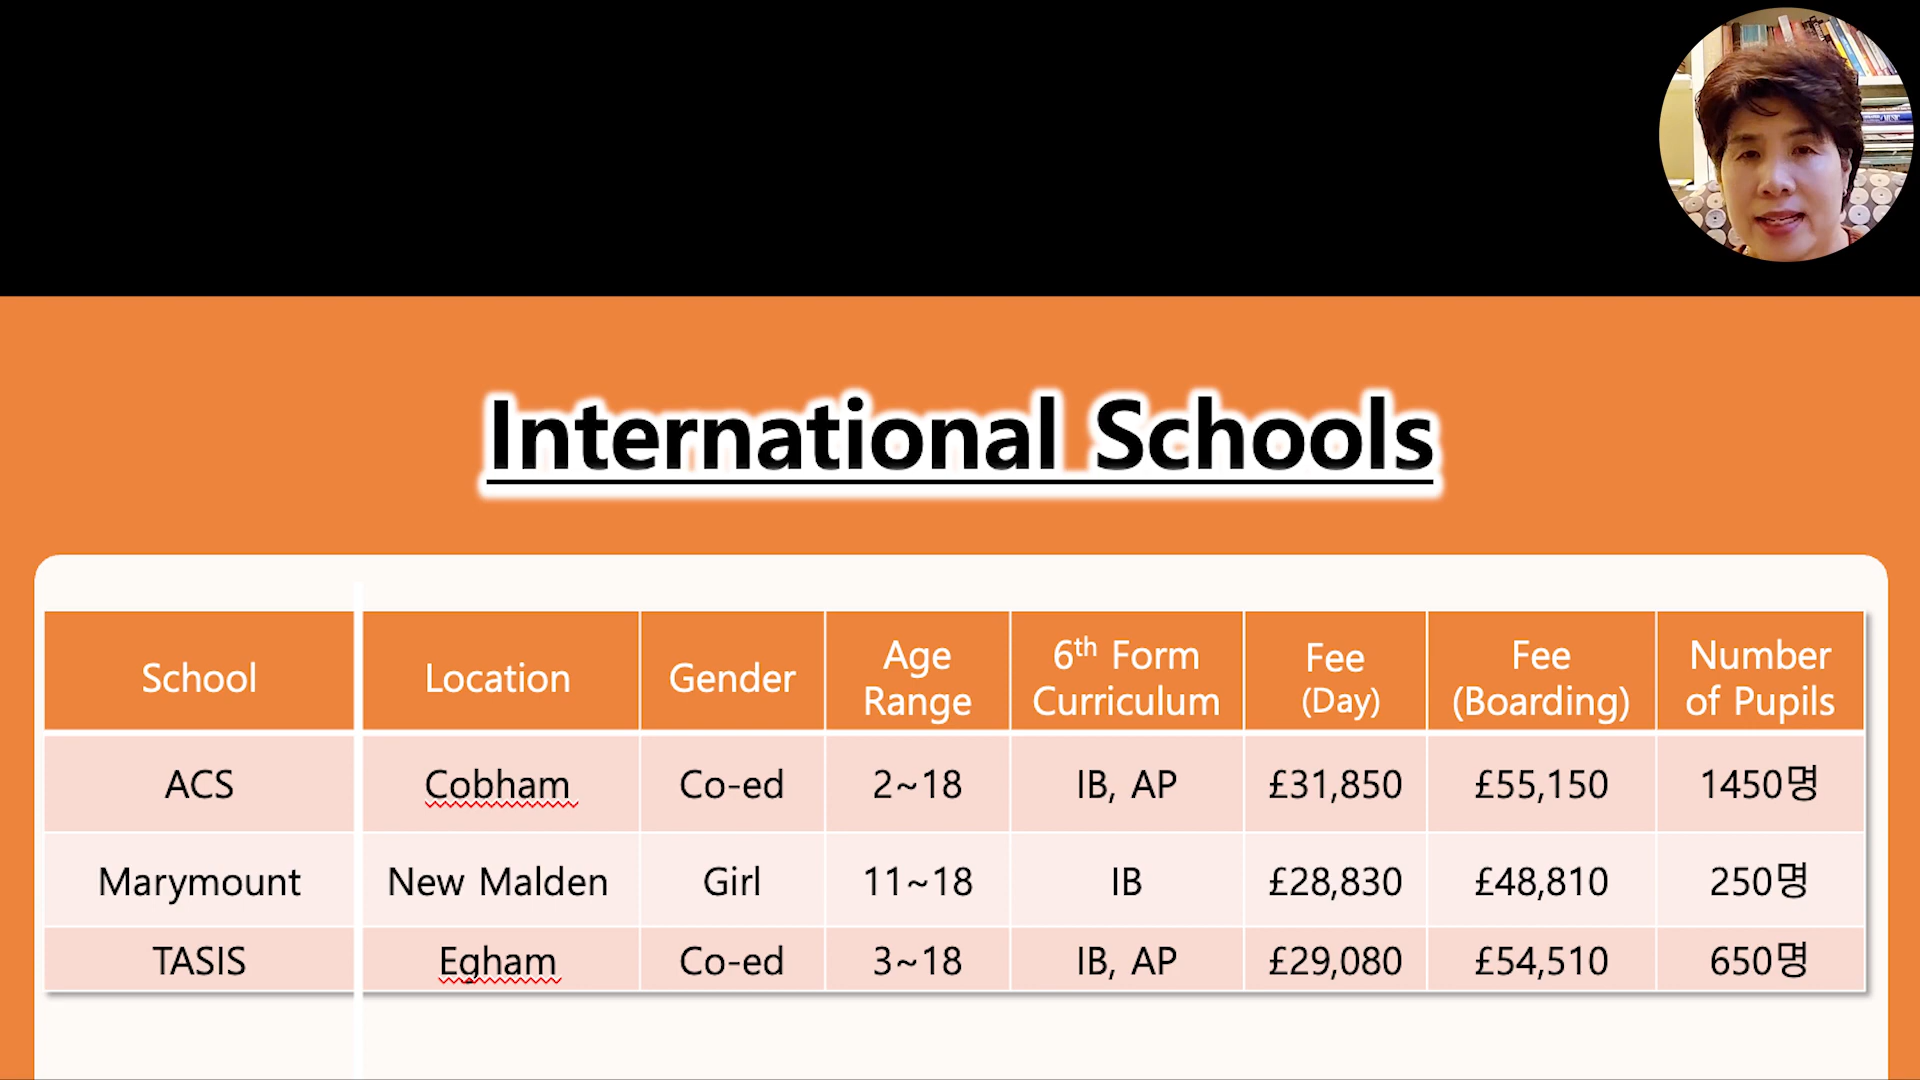 International Schools
School Location Gender Age Range 6th Form Curriculum Fee (Day) Fee (Boarding) Number of Pupils
ACS Cobham Co-ed 2~18 IB, AP £31,850 £55,150 1450명
Marymount New Malden Girl 11~18 IB £28,830 £48,810 250명
TASIS Egham Co-ed 3~18 IB, AP £29,080 £54,510 650명